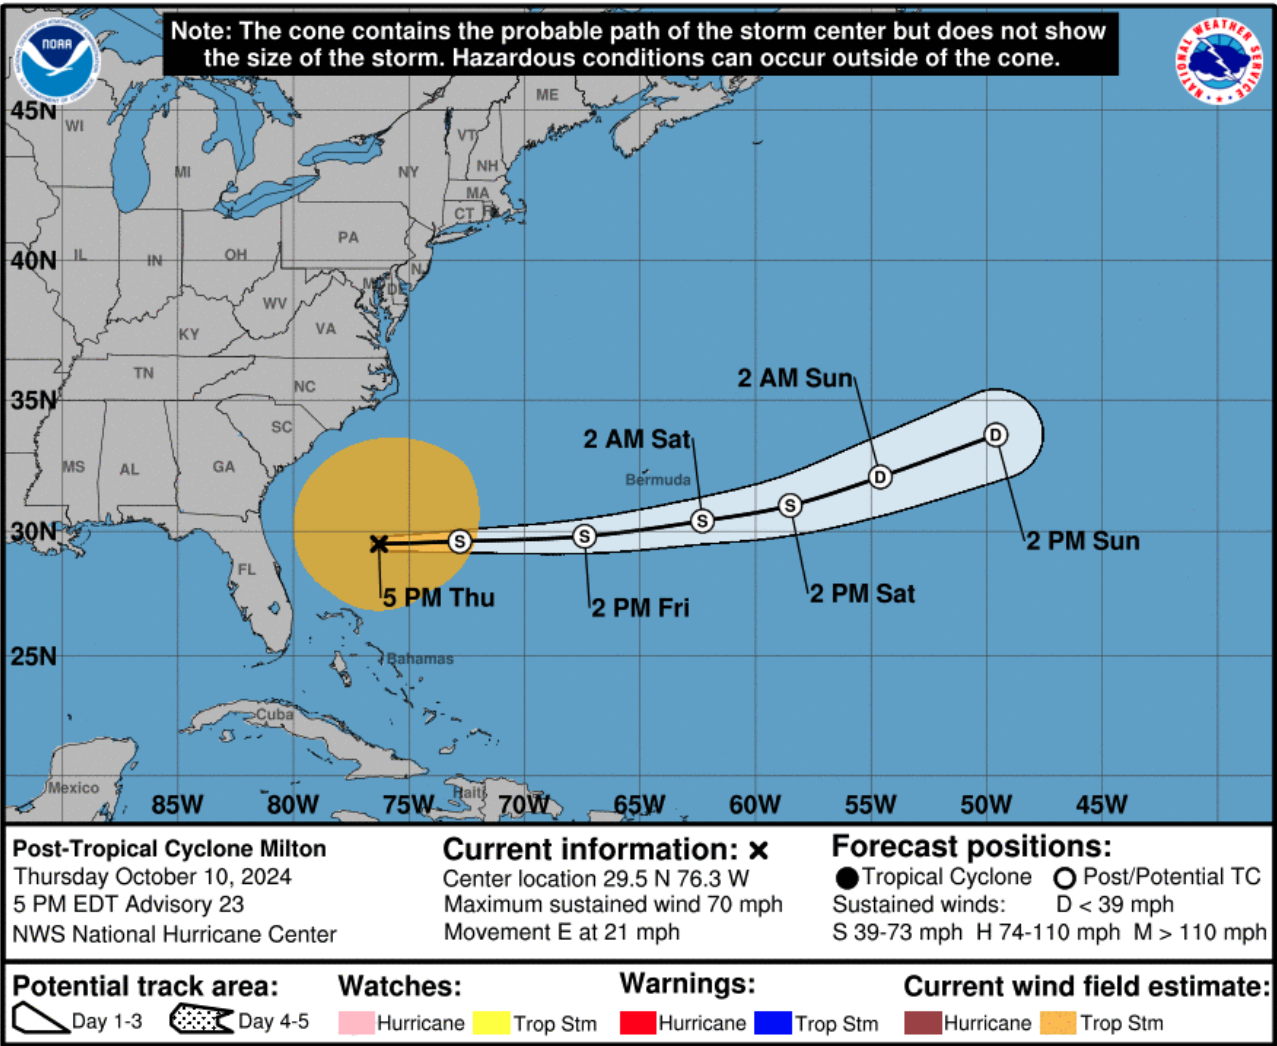 Note: The cone contains the probable path of the storm center but does not show
the size of the storm. Hazardous conditions can occur outside of the cone.
NOAA
NATIONAL WEATHER SERVICE
45N
WI
MI
ME
VT
NH
NY
MA
CT
PA
40N
IL
IN
OH
NJ
DE
WV
VA
KY
TN
NC
35N
SC
MS
AL
GA
2 AM Sun
2 AM Sat
Bermuda
D
D
S
S
S
S
30N
2 PM Sun
FL
5 PM Thu
2 PM Fri
2 PM Sat
25N
Bahamas
Cuba
Mexico
Haiti
85W
80W
75W
70W
65W
60W
55W
50W
45W
Post-Tropical Cyclone Milton
Thursday October 10, 2024
5 PM EDT Advisory 23
NWS National Hurricane Center
Current information: x
Center location 29.5 N 76.3 W
Maximum sustained wind 70 mph
Movement E at 21 mph
Forecast positions:
Tropical Cyclone Post/Potential TC
Sustained winds: D < 39 mph
S 39-73 mph H 74-110 mph M > 110 mph
Potential track area:
Day 1-3 Day 4-5
Watches:
Hurricane Trop Stm
Warnings:
Hurricane Trop Stm
Current wind field estimate:
Hurricane Trop Stm